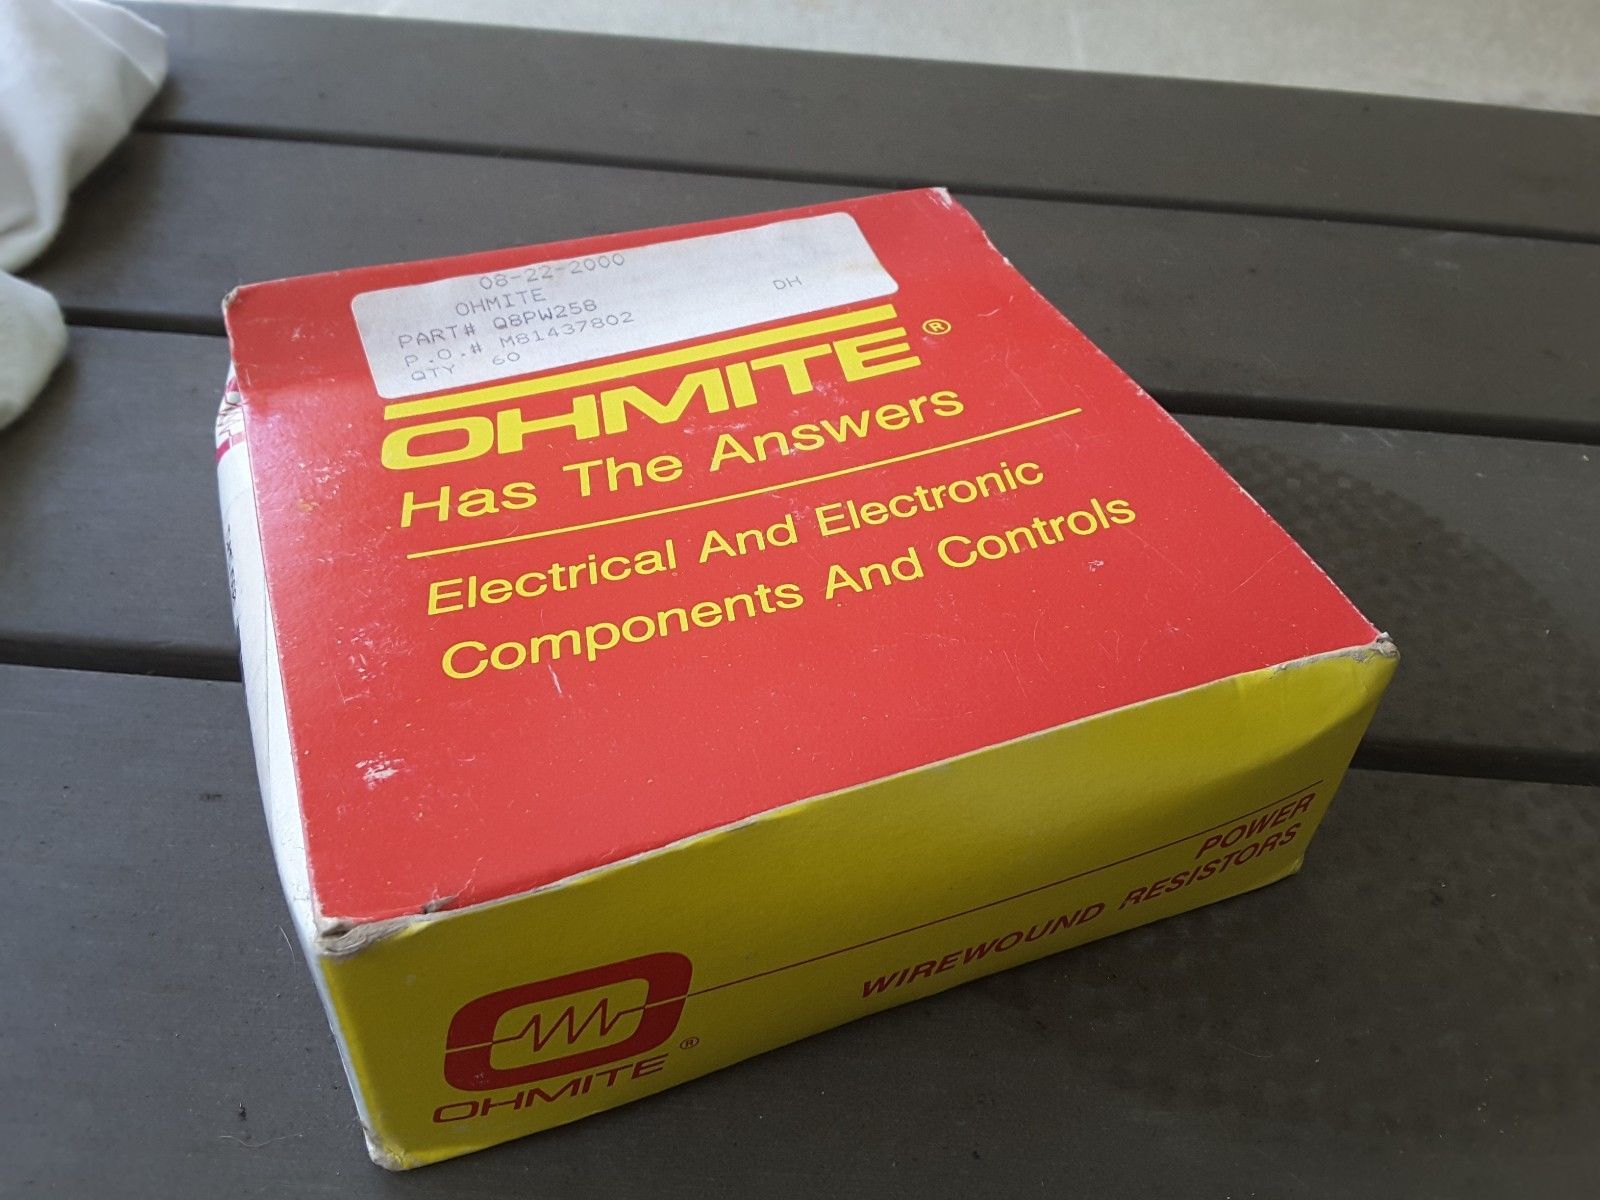 08-22-2000
OHMITE DH
PART# Q8PW258
P.O.# M81437802
QTY 60
OHMITE®
Has The Answers
Electrical And Electronic
Components And Controls
POWER
WIREWOUND RESISTORS
OHMITE®